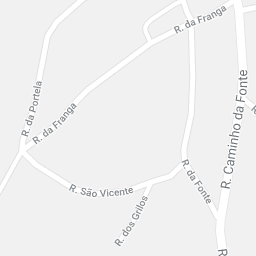 R. da Franga
R. Caminho da Fonte
R. da Portela
R. da Franga
R. São Vicente
R. da Fonte
R. dos Grilos
R